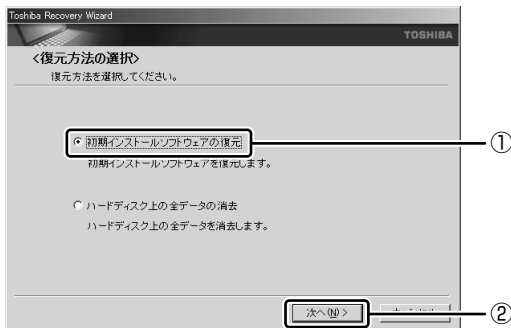 Toshiba Recovery Wizard
TOSHIBA
<復元方法の選択>
復元方法を選択してください。
初期インストールソフトウェアの復元
①
初期インストールソフトウェアを復元します。
ハードディスク上の全データの消去
ハードディスク上の全データを消去します。
次へ(N) >
②